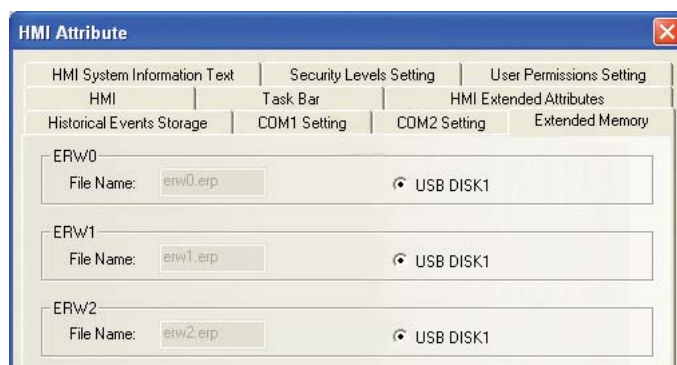 HMI Attribute
HMI System Information Text
Security Levels Setting
User Permissions Setting
HMI
Task Bar
HMI Extended Attributes
Historical Events Storage
COM1 Setting
COM2 Setting
Extended Memory
ERW0
File Name: erw0.erp USB DISK1
ERW1
File Name: erw1.erp USB DISK1
ERW2
File Name: erw2.erp USB DISK1